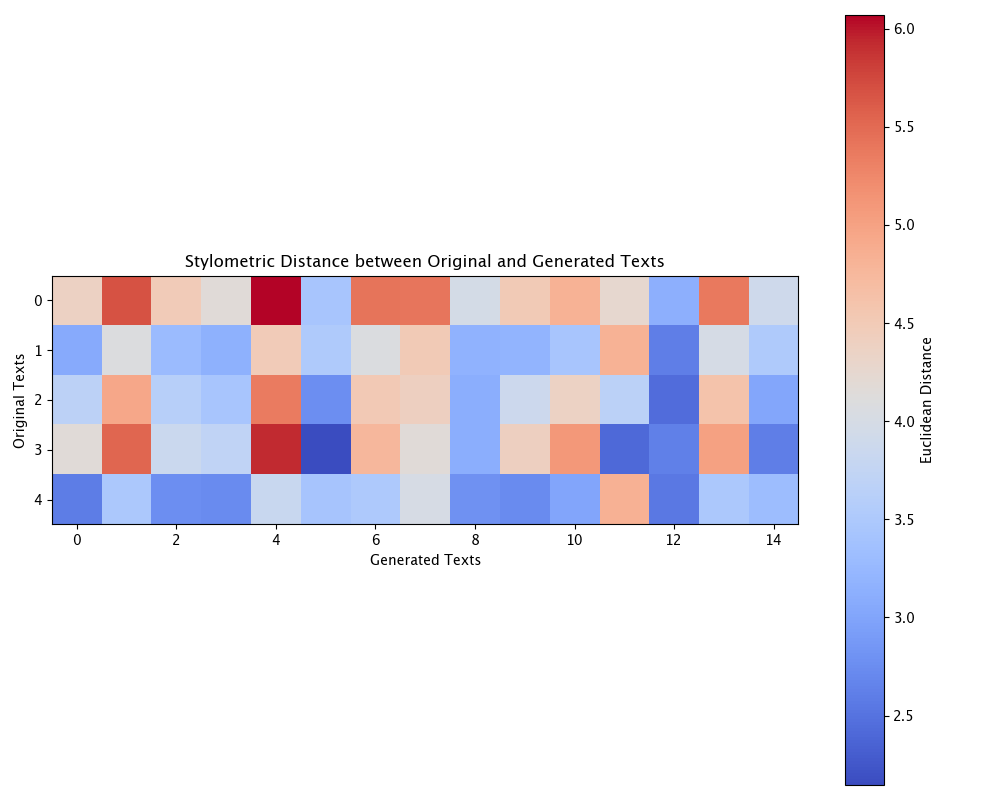 Stylometric Distance between Original and Generated Texts
Original Texts
0
1
2
3
4
0 2 4 6 8 10 12 14
Generated Texts
6.0
5.5
5.0
4.5
4.0
3.5
3.0
2.5
Euclidean Distance